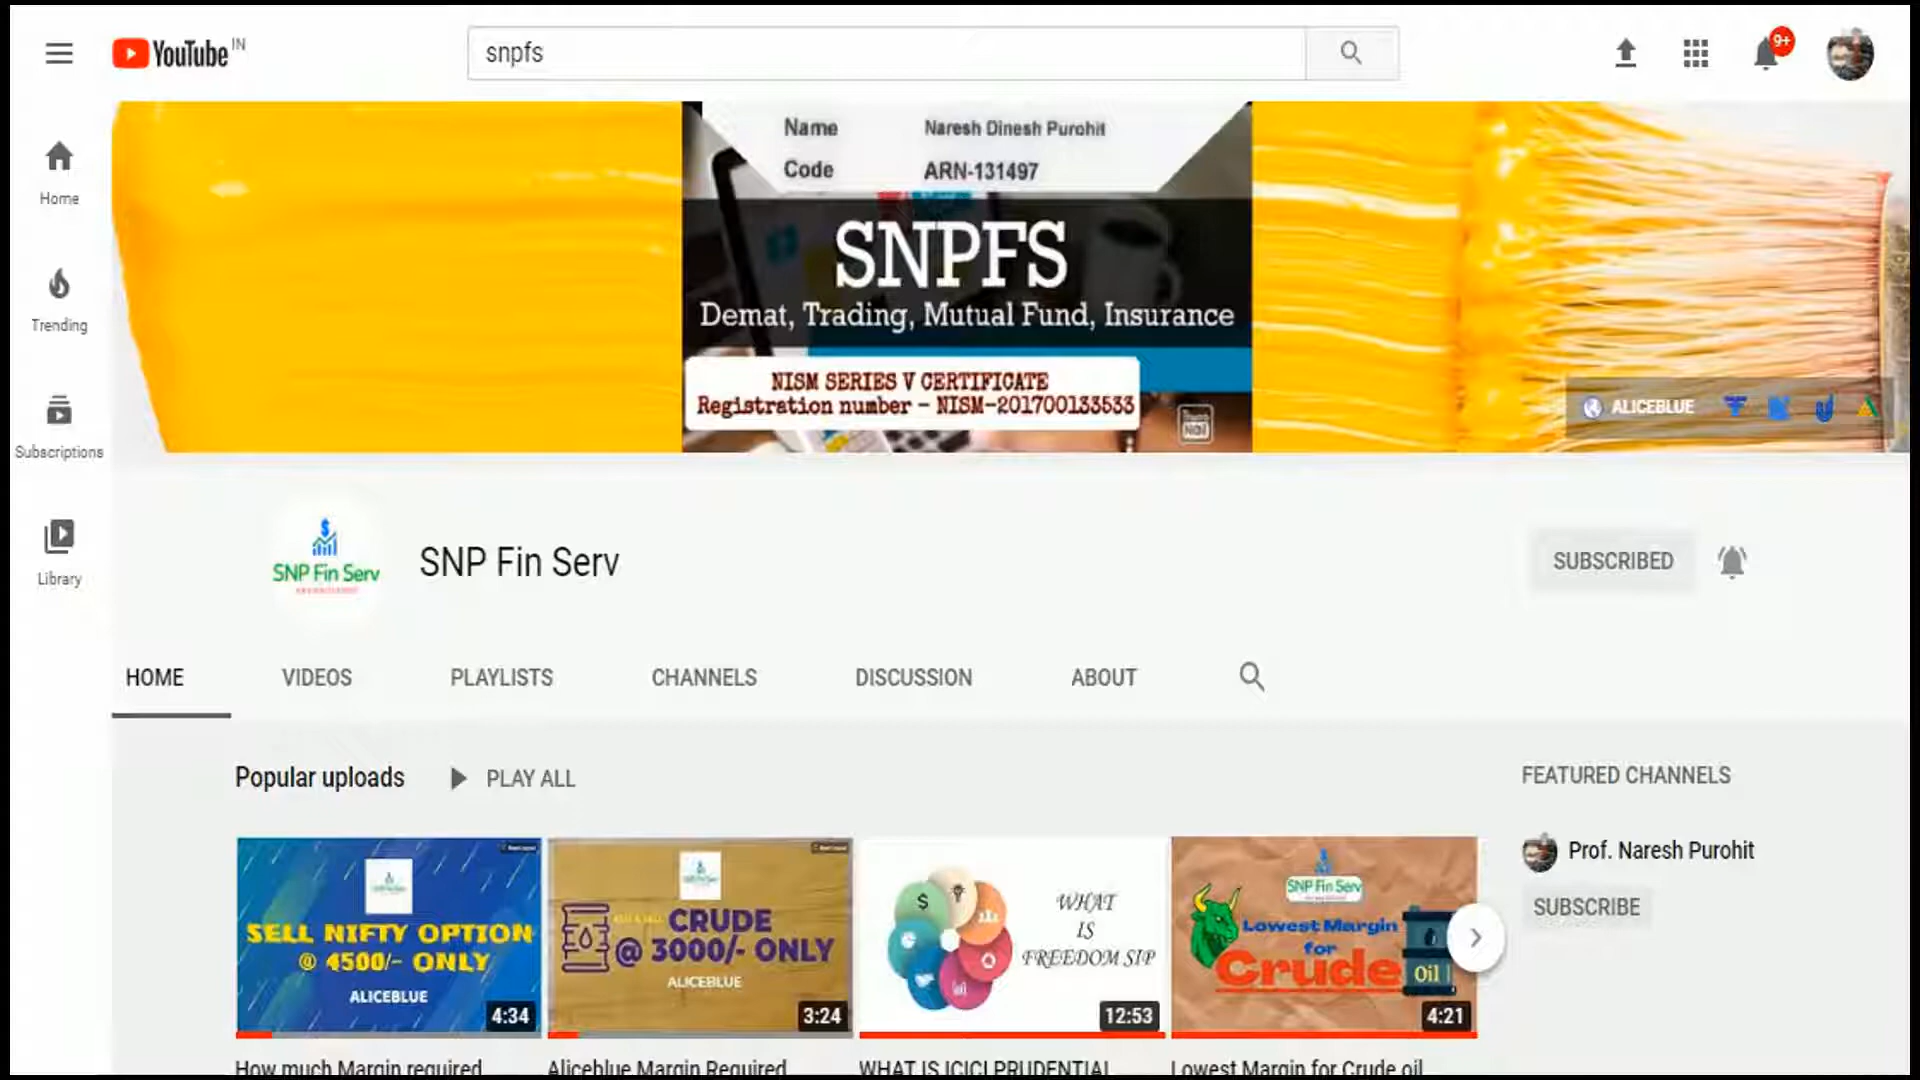 YouTube IN
snpfs
9+
Home
Trending
Subscriptions
Library
Name Naresh Dinesh Purohit
Code ARN-131497
SNPFS
Demat, Trading, Mutual Fund, Insurance
NISM SERIES V CERTIFICATE
Registration number - NISM-201700133533
ALICEBLUE
SNP Fin Serv
SNP Fin Serv
SUBSCRIBED
HOME VIDEOS PLAYLISTS CHANNELS DISCUSSION ABOUT
Popular uploads PLAY ALL
FEATURED CHANNELS
Prof. Naresh Purohit
SUBSCRIBE
SELL NIFTY OPTION
@ 4500/- ONLY
ALICEBLUE
4:34
CRUDE
@ 3000/- ONLY
ALICEBLUE
3:24
WHAT
IS
FREEDOM SIP
12:53
SNP Fin Serv
Lowest Margin
for
Crude
Oil
4:21
How much Margin required
Aliceblue Margin Required
WHAT IS ICICI PRUDENTIAL
Lowest Margin for Crude oil